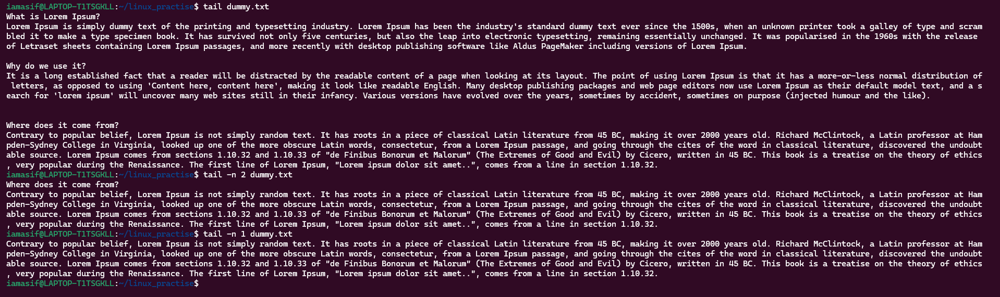 iamasif@LAPTOP-T1TSGKLL:~/linux_practise$ tail dummy.txt
What is Lorem Ipsum?
Lorem Ipsum is simply dummy text of the printing and typesetting industry. Lorem Ipsum has been the industry's standard dummy text ever since the 1500s, when an unknown printer took a galley of type and scram
bled it to make a type specimen book. It has survived not only five centuries, but also the leap into electronic typesetting, remaining essentially unchanged. It was popularised in the 1960s with the release
of Letraset sheets containing Lorem Ipsum passages, and more recently with desktop publishing software like Aldus PageMaker including versions of Lorem Ipsum.
Why do we use it?
It is a long established fact that a reader will be distracted by the readable content of a page when looking at its layout. The point of using Lorem Ipsum is that it has a more-or-less normal distribution of
letters, as opposed to using 'Content here, content here', making it look like readable English. Many desktop publishing packages and web page editors now use Lorem Ipsum as their default model text, and a s
earch for 'lorem ipsum' will uncover many web sites still in their infancy. Various versions have evolved over the years, sometimes by accident, sometimes on purpose (injected humour and the like).
Where does it come from?
Contrary to popular belief, Lorem Ipsum is not simply random text. It has roots in a piece of classical Latin literature from 45 BC, making it over 2000 years old. Richard McClintock, a Latin professor at Ham
pden-Sydney College in Virginia, looked up one of the more obscure Latin words, consectetur, from a Lorem Ipsum passage, and going through the cites of the word in classical literature, discovered the undoubt
able source. Lorem Ipsum comes from sections 1.10.32 and 1.10.33 of "de Finibus Bonorum et Malorum" (The Extremes of Good and Evil) by Cicero, written in 45 BC. This book is a treatise on the theory of ethics
, very popular during the Renaissance. The first line of Lorem Ipsum, "Lorem ipsum dolor sit amet..", comes from a line in section 1.10.32.
iamasif@LAPTOP-T1TSGKLL:~/linux_practise$ tail -n 2 dummy.txt
Where does it come from?
Contrary to popular belief, Lorem Ipsum is not simply random text. It has roots in a piece of classical Latin literature from 45 BC, making it over 2000 years old. Richard McClintock, a Latin professor at Ham
pden-Sydney College in Virginia, looked up one of the more obscure Latin words, consectetur, from a Lorem Ipsum passage, and going through the cites of the word in classical literature, discovered the undoubt
able source. Lorem Ipsum comes from sections 1.10.32 and 1.10.33 of "de Finibus Bonorum et Malorum" (The Extremes of Good and Evil) by Cicero, written in 45 BC. This book is a treatise on the theory of ethics
, very popular during the Renaissance. The first line of Lorem Ipsum, "Lorem ipsum dolor sit amet..", comes from a line in section 1.10.32.
iamasif@LAPTOP-T1TSGKLL:~/linux_practise$ tail -n 1 dummy.txt
Contrary to popular belief, Lorem Ipsum is not simply random text. It has roots in a piece of classical Latin literature from 45 BC, making it over 2000 years old. Richard McClintock, a Latin professor at Ham
pden-Sydney College in Virginia, looked up one of the more obscure Latin words, consectetur, from a Lorem Ipsum passage, and going through the cites of the word in classical literature, discovered the undoubt
able source. Lorem Ipsum comes from sections 1.10.32 and 1.10.33 of "de Finibus Bonorum et Malorum" (The Extremes of Good and Evil) by Cicero, written in 45 BC. This book is a treatise on the theory of ethics
, very popular during the Renaissance. The first line of Lorem Ipsum, "Lorem ipsum dolor sit amet..", comes from a line in section 1.10.32.
iamasif@LAPTOP-T1TSGKLL:~/linux_practise$